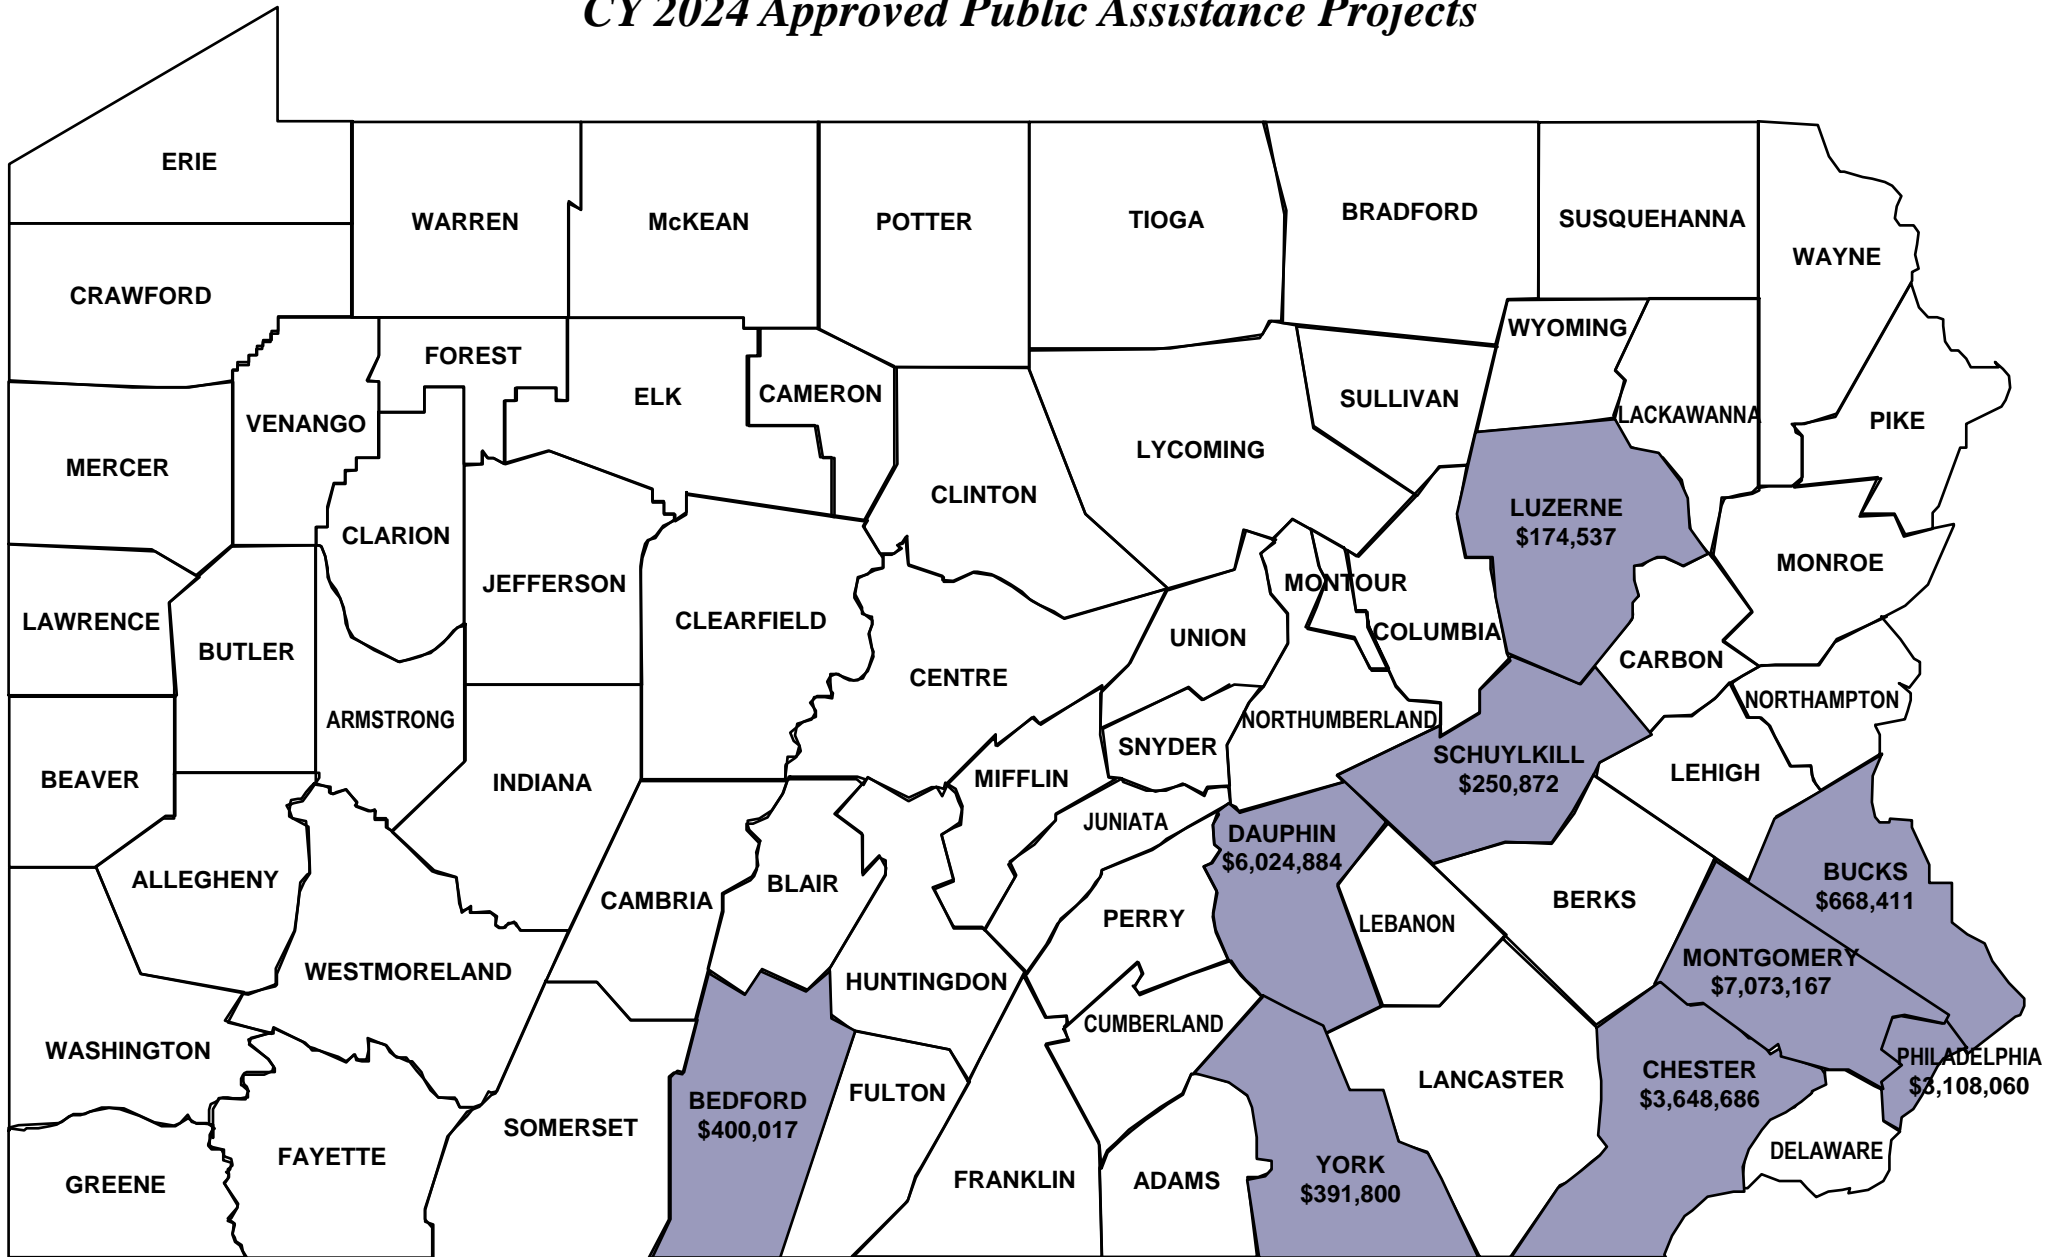 CY 2024 Approved Public Assistance Projects
ERIE
WARREN
McKEAN
POTTER
TIOGA
BRADFORD
SUSQUEHANNA
WAYNE
CRAWFORD
WYOMING
FOREST
ELK
CAMERON
SULLIVAN
LACKAWANNA
PIKE
VENANGO
MERCER
LYCOMING
CLINTON
LUZERNE
$174,537
CLARION
JEFFERSON
MONTOUR
MONROE
LAWRENCE
CLEARFIELD
BUTLER
UNION
COLUMBIA
CARBON
CENTRE
NORTHAMPTON
ARMSTRONG
NORTHUMBERLAND
SNYDER
SCHUYLKILL
$250,872
LEHIGH
BEAVER
INDIANA
MIFFLIN
JUNIATA
DAUPHIN
$6,024,884
ALLEGHENY
BLAIR
CAMBRIA
BUCKS
$668,411
BERKS
PERRY
LEBANON
WESTMORELAND
HUNTINGDON
MONTGOMERY
$7,073,167
CUMBERLAND
WASHINGTON
PHILADELPHIA
$3,108,060
CHESTER
$3,648,686
LANCASTER
FULTON
BEDFORD
$400,017
SOMERSET
FAYETTE
DELAWARE
YORK
$391,800
GREENE
FRANKLIN
ADAMS